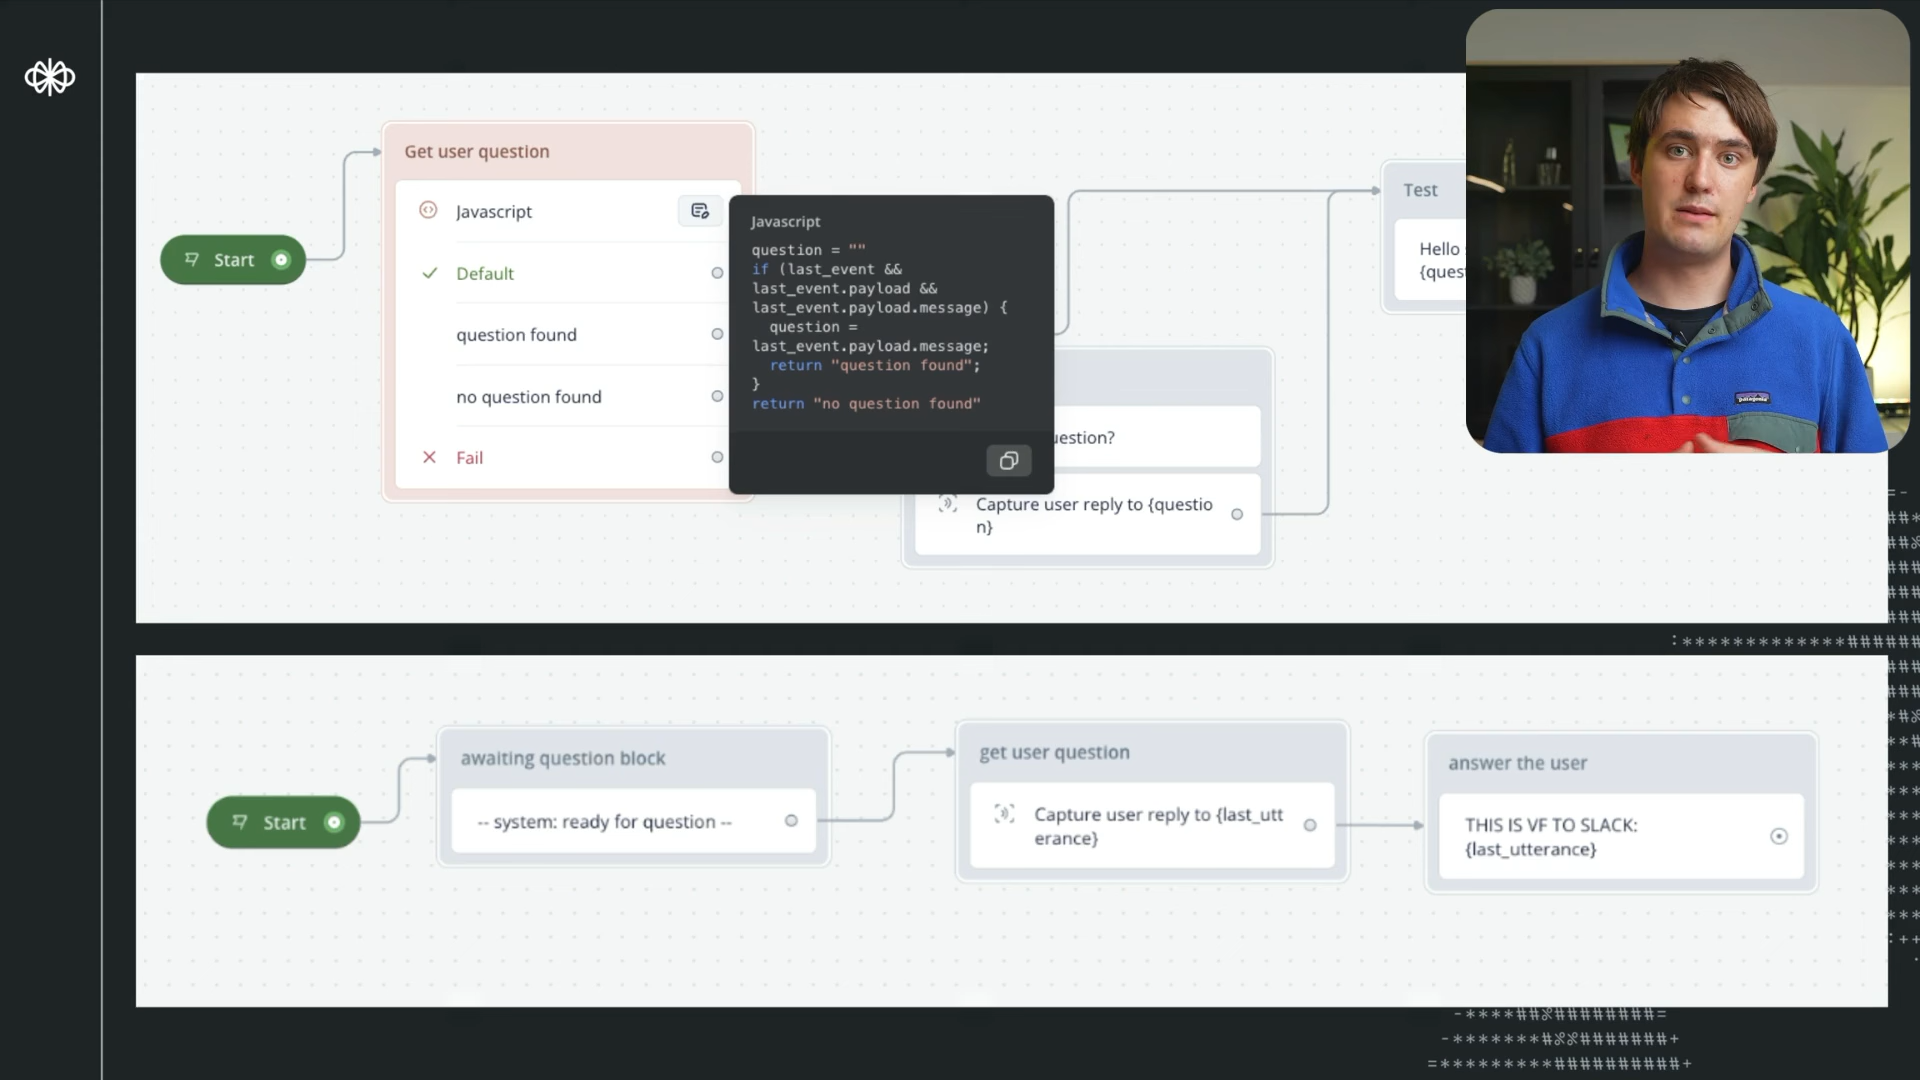 Get user question
Javascript
Default
question found
no question found
Fail
Start
Javascript
question = ""
if (last_event &&
last_event.payload &&
last_event.payload.message) {
question =
last_event.payload.message;
return "question found";
}
return "no question found"
Capture user reply to {questio
n}
Test
Hello
patagonia
Start
awaiting question block
-- system: ready for question --
get user question
Capture user reply to {last_utt
erance}
answer the user
THIS IS VF TO SLACK:
{last_utterance}